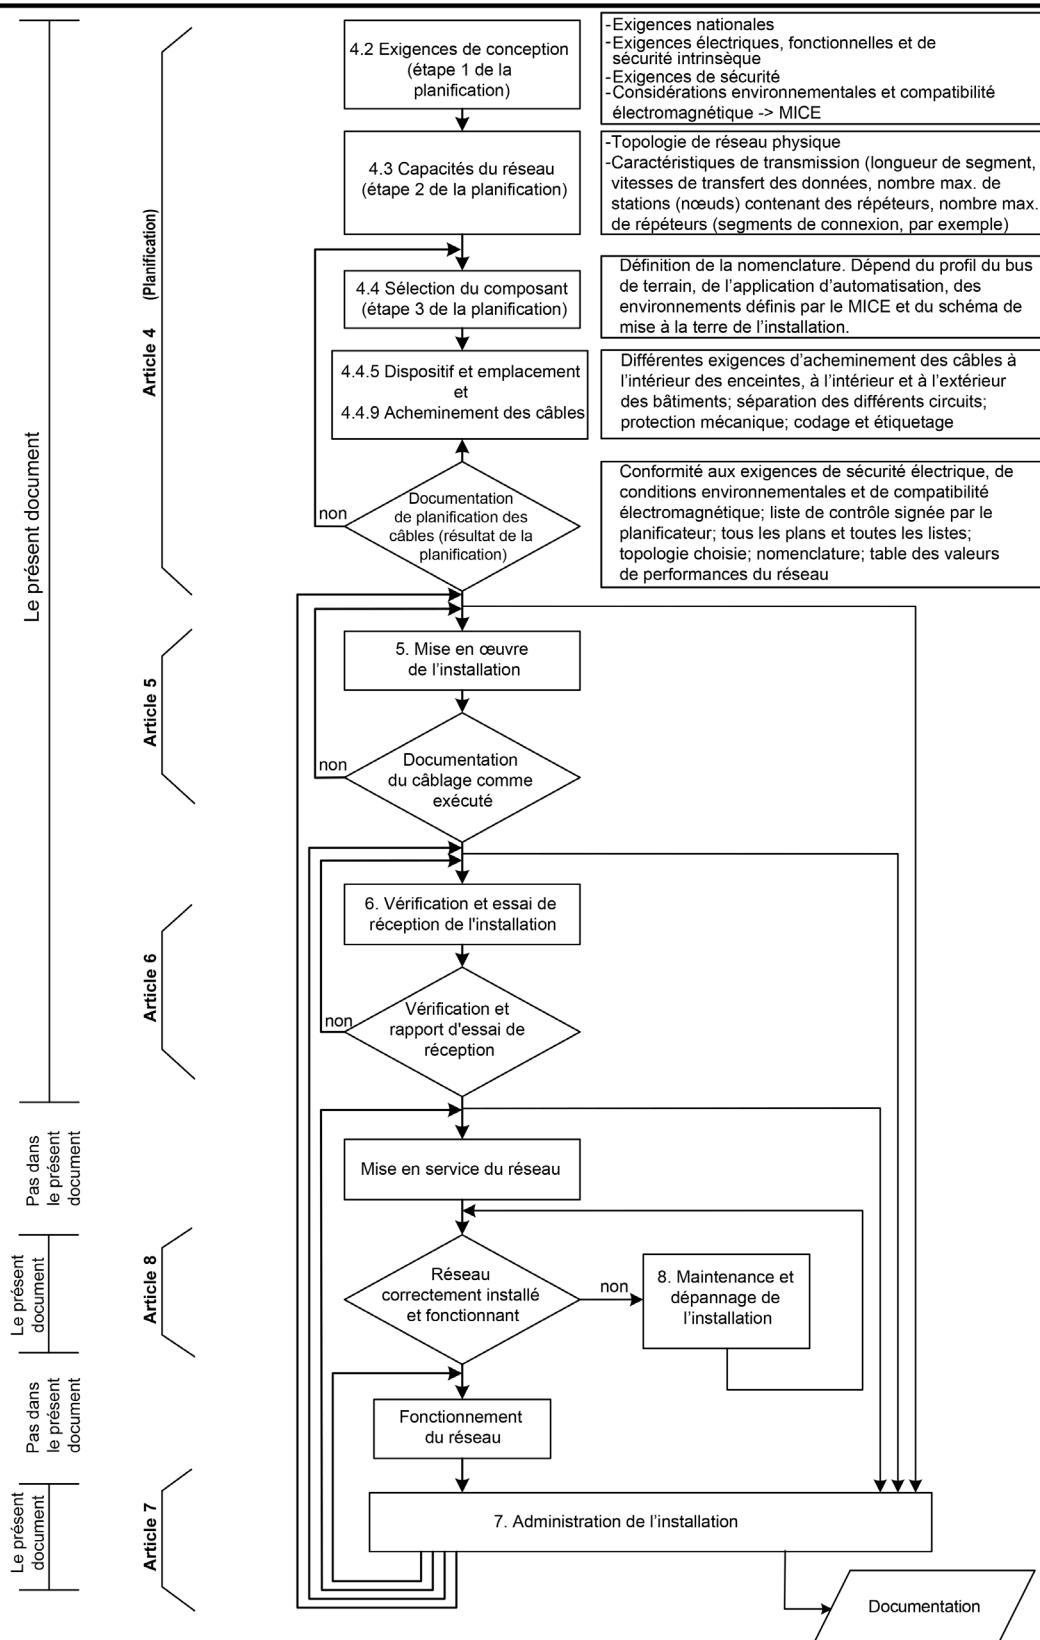 4.2 Exigences de conception
(étape 1 de la
planification)
-Exigences nationales
-Exigences électriques, fonctionnelles et de
sécurité intrinsèque
-Exigences de sécurité
-Considérations environnementales et compatibilité
électromagnétique -> MICE
4.3 Capacités du réseau
(étape 2 de la planification)
-Topologie de réseau physique
-Caractéristiques de transmission (longueur de segment,
vitesses de transfert des données, nombre max. de
stations (nœuds) contenant des répéteurs, nombre max.
de répéteurs (segments de connexion, par exemple)
4.4 Sélection du composant
(étape 3 de la planification)
Définition de la nomenclature. Dépend du profil du bus
de terrain, de l’application d’automatisation, des
environnements définis par le MICE et du schéma de
mise à la terre de l’installation.
4.4.5 Dispositif et emplacement
et
4.4.9 Acheminement des câbles
Différentes exigences d’acheminement des câbles à
l’intérieur des enceintes, à l’intérieur et à l’extérieur
des bâtiments; séparation des différents circuits;
protection mécanique; codage et étiquetage
Documentation
de planification des
câbles (résultat de la
planification)
non
Conformité aux exigences de sécurité électrique, de
conditions environnementales et de compatibilité
électromagnétique; liste de contrôle signée par le
planificateur; tous les plans et toutes les listes;
topologie choisie; nomenclature; table des valeurs
de performances du réseau
Article 4 (Planification)
Le présent document
5. Mise en œuvre
de l’installation
Article 5
non
Documentation
du câblage comme
exécuté
6. Vérification et essai de
réception de l'installation
Article 6
non
Vérification et
rapport d'essai de
réception
Pas dans
le présent
document
Mise en service du réseau
Le présent
document
Article 8
Réseau
correctement installé
et fonctionnant
non
8. Maintenance et
dépannage de
l’installation
Pas dans
le présent
document
Fonctionnement
du réseau
Le présent
document
Article 7
7. Administration de l’installation
Documentation